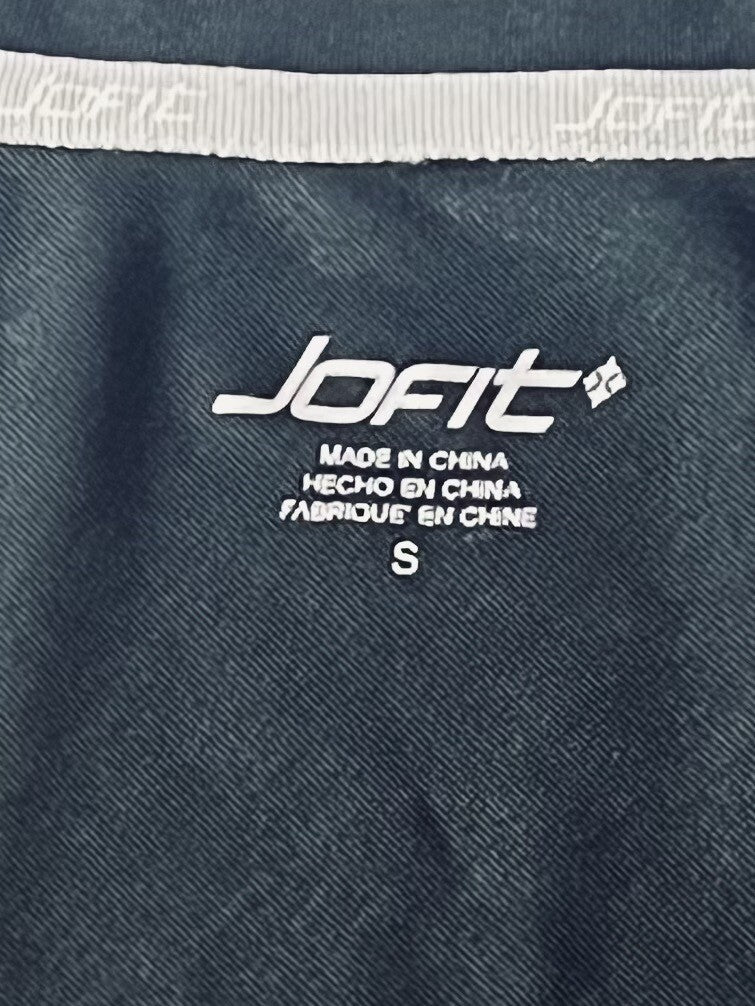 JOFIT JOFIT
JOFIT
MADE IN CHINA
HECHO EN CHINA
FABRIQUE EN CHINE
S